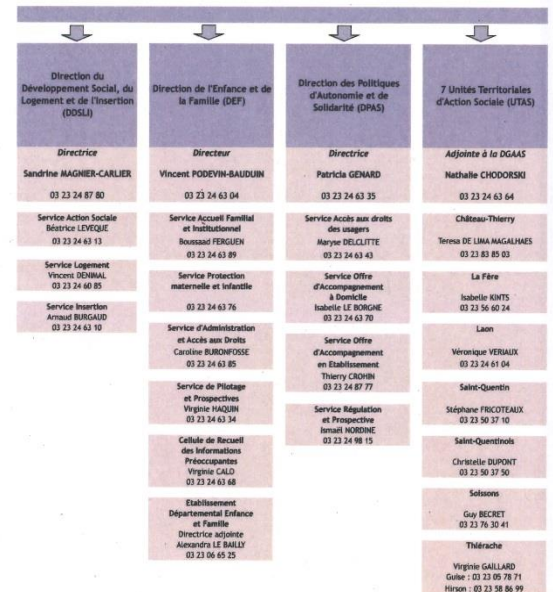 Direction du
Développement Social, du
Logement et de l'Insertion
(DDSLI)
Directrice
Sandrine MAGNIER-CARLIER
03 23 24 87 80
Service Action Sociale
Béatrice LEVEQUE
03 23 24 63 13
Service Logement
Vincent DENIMAL
03 23 24 60 85
Service Insertion
Arnaud BURGAUD
03 23 24 63 10
Direction de l'Enfance et de
la Famille (DEF)
Directeur
Vincent PODEVIN-BAUDUIN
03 23 24 63 04
Service Accueil Familial
et Institutionnel
Boussaad FERGUEN
03 23 24 63 89
Service Protection
maternelle et infantile
03 23 24 63 76
Service d'Administration
et Accès aux Droits
Caroline BURONFOSSE
03 23 24 63 85
Service de Pilotage
et Prospectives
Virginie HAQUIN
03 23 24 63 34
Cellule de Recueil
des Informations
Préoccupantes
Virginie CALO
03 23 24 63 68
Etablissement
Départemental Enfance
et Famille
Directrice adjointe
Alexandra LE BAILLY
03 23 06 65 25
Direction des Politiques
d'Autonomie et de
Solidarité (DPAS)
Directrice
Patricia GENARD
03 23 24 63 35
Service Accès aux droits
des usagers
Maryse DELCLITTE
03 23 24 63 43
Service Offre
d'Accompagnement
à Domicile
Isabelle LE BORGNE
03 23 24 63 70
Service Offre
d'Accompagnement
en Etablissement
Thierry CROHIN
03 23 24 87 77
Service Régulation
et Prospective
Ismaël NORDINE
03 23 24 98 15
7 Unités Territoriales
d'Action Sociale (UTAS)
Adjointe à la DGAAS
Nathalie CHODORSKI
03 23 24 63 64
Château-Thierry
Teresa DE LIMA MAGALHAES
03 23 83 85 03
La Fère
Isabelle KINTS
03 23 56 60 24
Laon
Véronique VERIAUX
03 23 24 61 04
Saint-Quentin
Stéphane FRICOTEAUX
03 23 50 37 10
Saint-Quentinois
Christelle DUPONT
03 23 50 37 50
Soissons
Guy BECRET
03 23 76 30 41
Thiérache
Virginie GAILLARD
Guise : 03 23 05 78 71
Hirson : 03 23 58 86 99